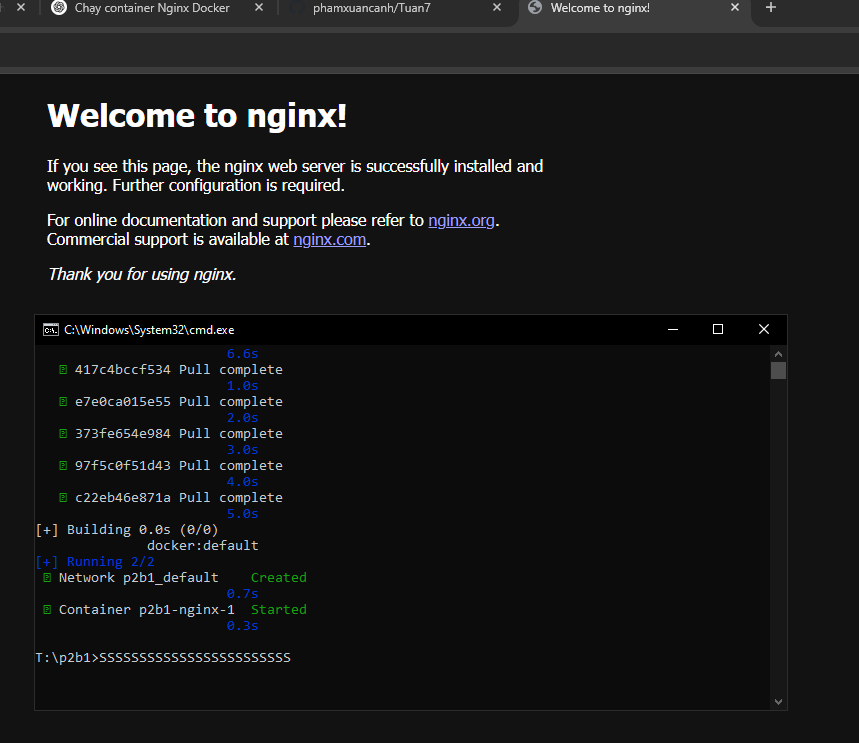 Chay container Nginx Docker
phamxuancanh/Tuan7
Welcome to nginx!
Welcome to nginx!
If you see this page, the nginx web server is successfully installed and
working. Further configuration is required.
For online documentation and support please refer to nginx.org.
Commercial support is available at nginx.com.
Thank you for using nginx.
C:\Windows\System32\cmd.exe
6.6s
417c4bccf534 Pull complete
1.0s
e7e0ca015e55 Pull complete
2.0s
373fe654e984 Pull complete
3.0s
97f5c0f51d43 Pull complete
4.0s
c22eb46e871a Pull complete
5.0s
[+] Building 0.0s (0/0)
docker:default
[+] Running 2/2
Network p2b1_default Created
0.7s
Container p2b1-nginx-1 Started
0.3s
T:\p2b1>SSSSSSSSSSSSSSSSSSSSSSSS